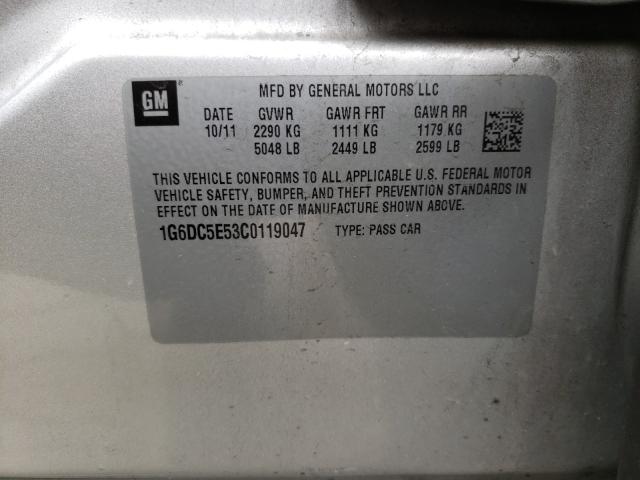 GM
MFD BY GENERAL MOTORS LLC
DATE GVWR GAWR FRT GAWR RR
10/11 2290 KG 1111 KG 1179 KG
5048 LB 2449 LB 2599 LB
THIS VEHICLE CONFORMS TO ALL APPLICABLE U.S. FEDERAL MOTOR
VEHICLE SAFETY, BUMPER, AND THEFT PREVENTION STANDARDS IN
EFFECT ON THE DATE OF MANUFACTURE SHOWN ABOVE.
1G6DC5E53C0119047 TYPE: PASS CAR